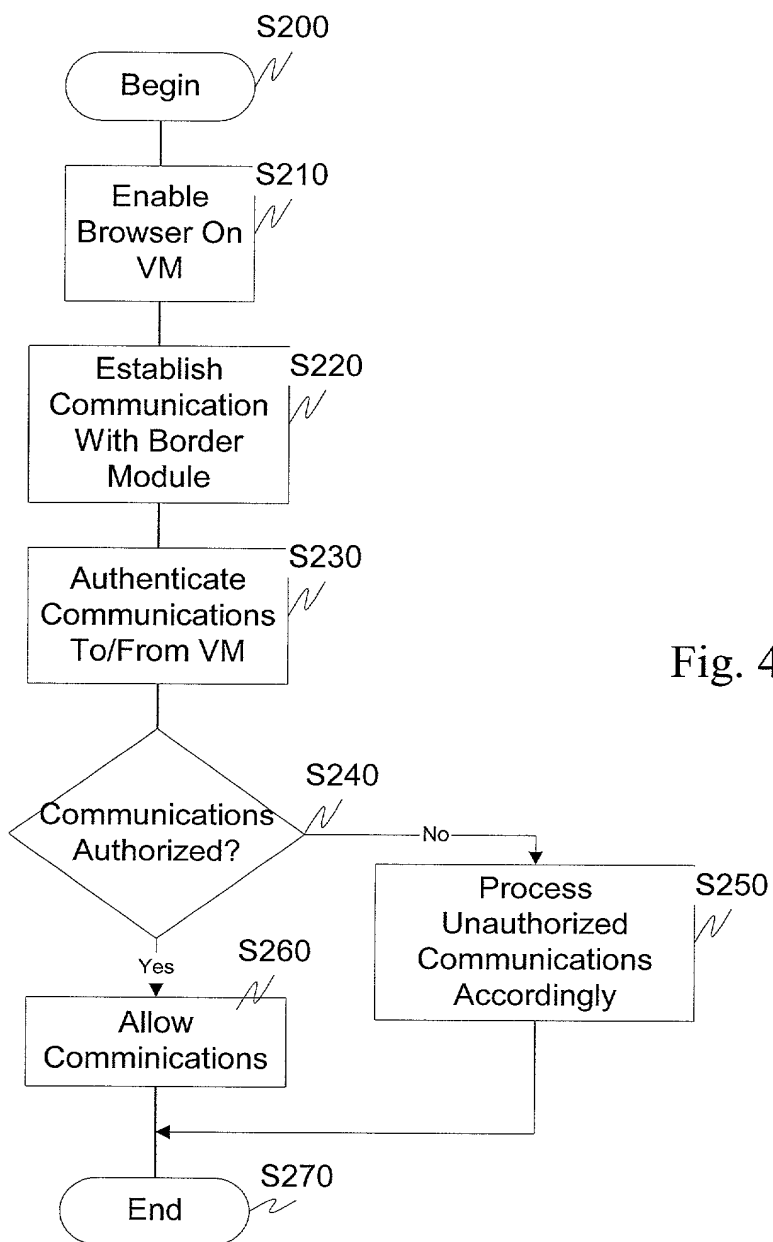 S200
Begin
S210
Enable
Browser On
VM
S220
Establish
Communication
With Border
Module
S230
Authenticate
Communications
To/From VM
Fig. 4
S240
Communications
Authorized?
No
Yes
S250
Process
Unauthorized
Communications
Accordingly
S260
Allow
Comminications
S270
End